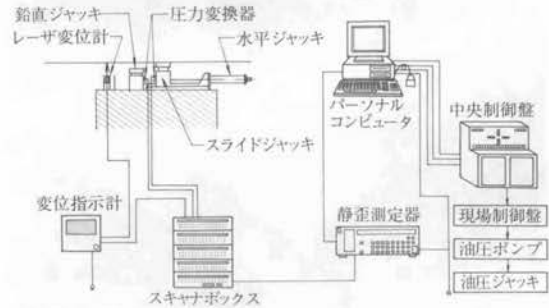 鉛直ジャッキ
圧力変換器
レーザ変位計
水平ジャッキ
スライドジャッキ
パーソナル
コンピュータ
中央制御盤
変位指示計
静歪測定器
現場制御盤
油圧ポンプ
油圧ジャッキ
スキャナボックス